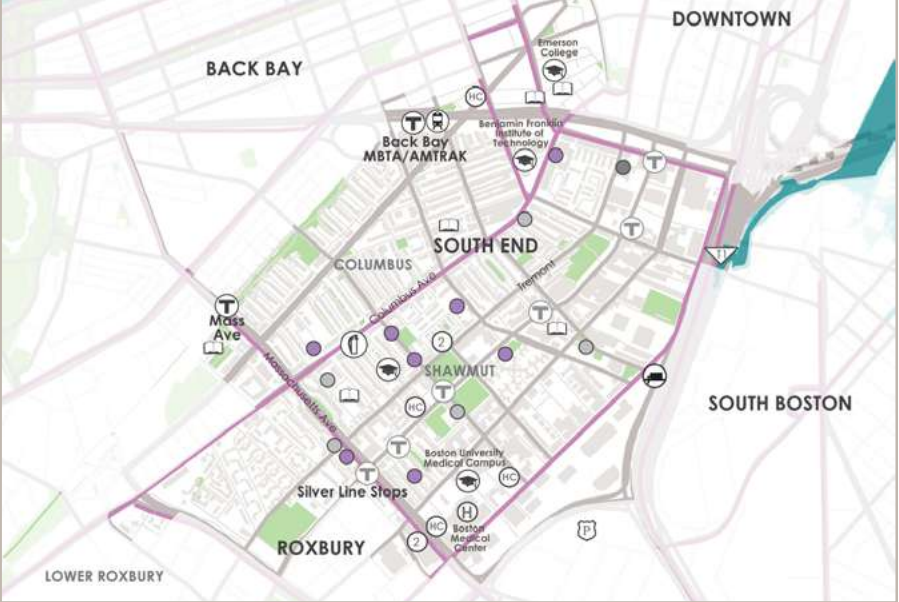 DOWNTOWN
Emerson
College
BACK BAY
HC
T
Back Bay
MBTA/AMTRAK
Benjamin Franklin
Institute of
Technology
T
T
SOUTH END
COLUMBUS
Columbus Ave
Tremont
T
Mass
Ave
T
2
SHAWMUT
T
HC
SOUTH BOSTON
Massachusetts Ave
T
Boston University
Medical Campus
HC
T
Silver Line Stops
H
HC
Boston
Medical
Center
2
P
ROXBURY
LOWER ROXBURY